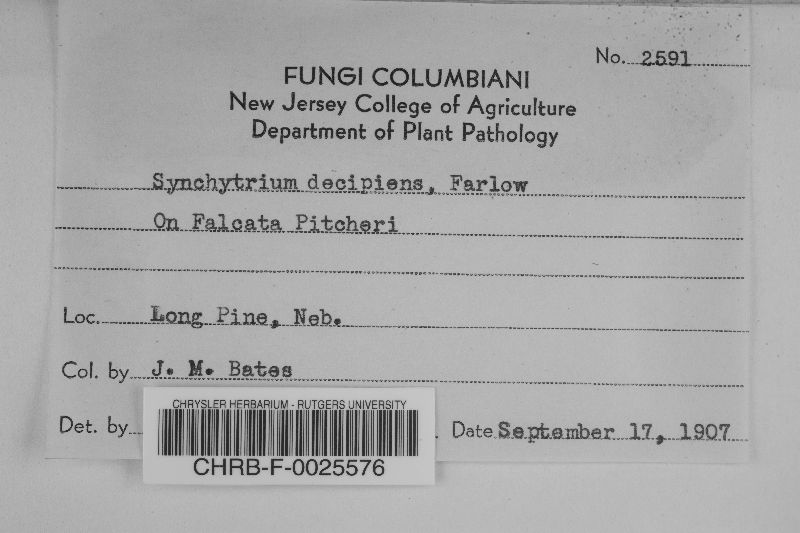 No. 2591
FUNGI COLUMBIANI
New Jersey College of Agriculture
Department of Plant Pathology
Synchytrium decipiens, Farlow
On Falcata Pitcheri
Loc. Long Pine, Neb.
Col. by J. M. Bates
Det. by
Date September 17, 1907
CHRYSLER HERBARIUM - RUTGERS UNIVERSITY
CHRB-F-0025576